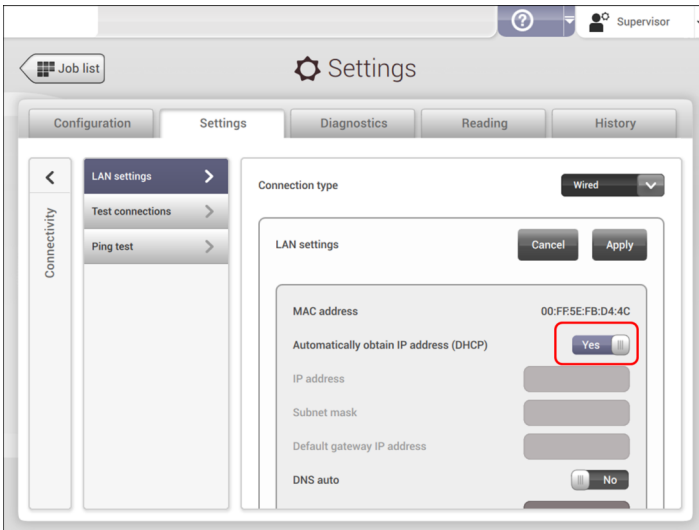 ?
Supervisor
Job list
Settings
Configuration
Settings
Diagnostics
Reading
History
Connectivity
LAN settings
Test connections
Ping test
Connection type
Wired
LAN settings
Cancel
Apply
MAC address
00:FF:5E:FB:D4:4C
Automatically obtain IP address (DHCP)
Yes
IP address
Subnet mask
Default gateway IP address
DNS auto
No